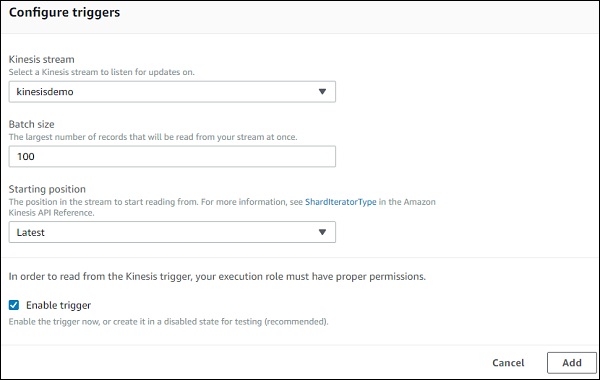 Configure triggers
Kinesis stream
Select a Kinesis stream to listen for updates on.
kinesisdemo
Batch size
The largest number of records that will be read from your stream at once.
100
Starting position
The position in the stream to start reading from. For more information, see ShardIteratorType in the Amazon
Kinesis API Reference.
Latest
In order to read from the Kinesis trigger, your execution role must have proper permissions.
Enable trigger
Enable the trigger now, or create it in a disabled state for testing (recommended).
Cancel Add